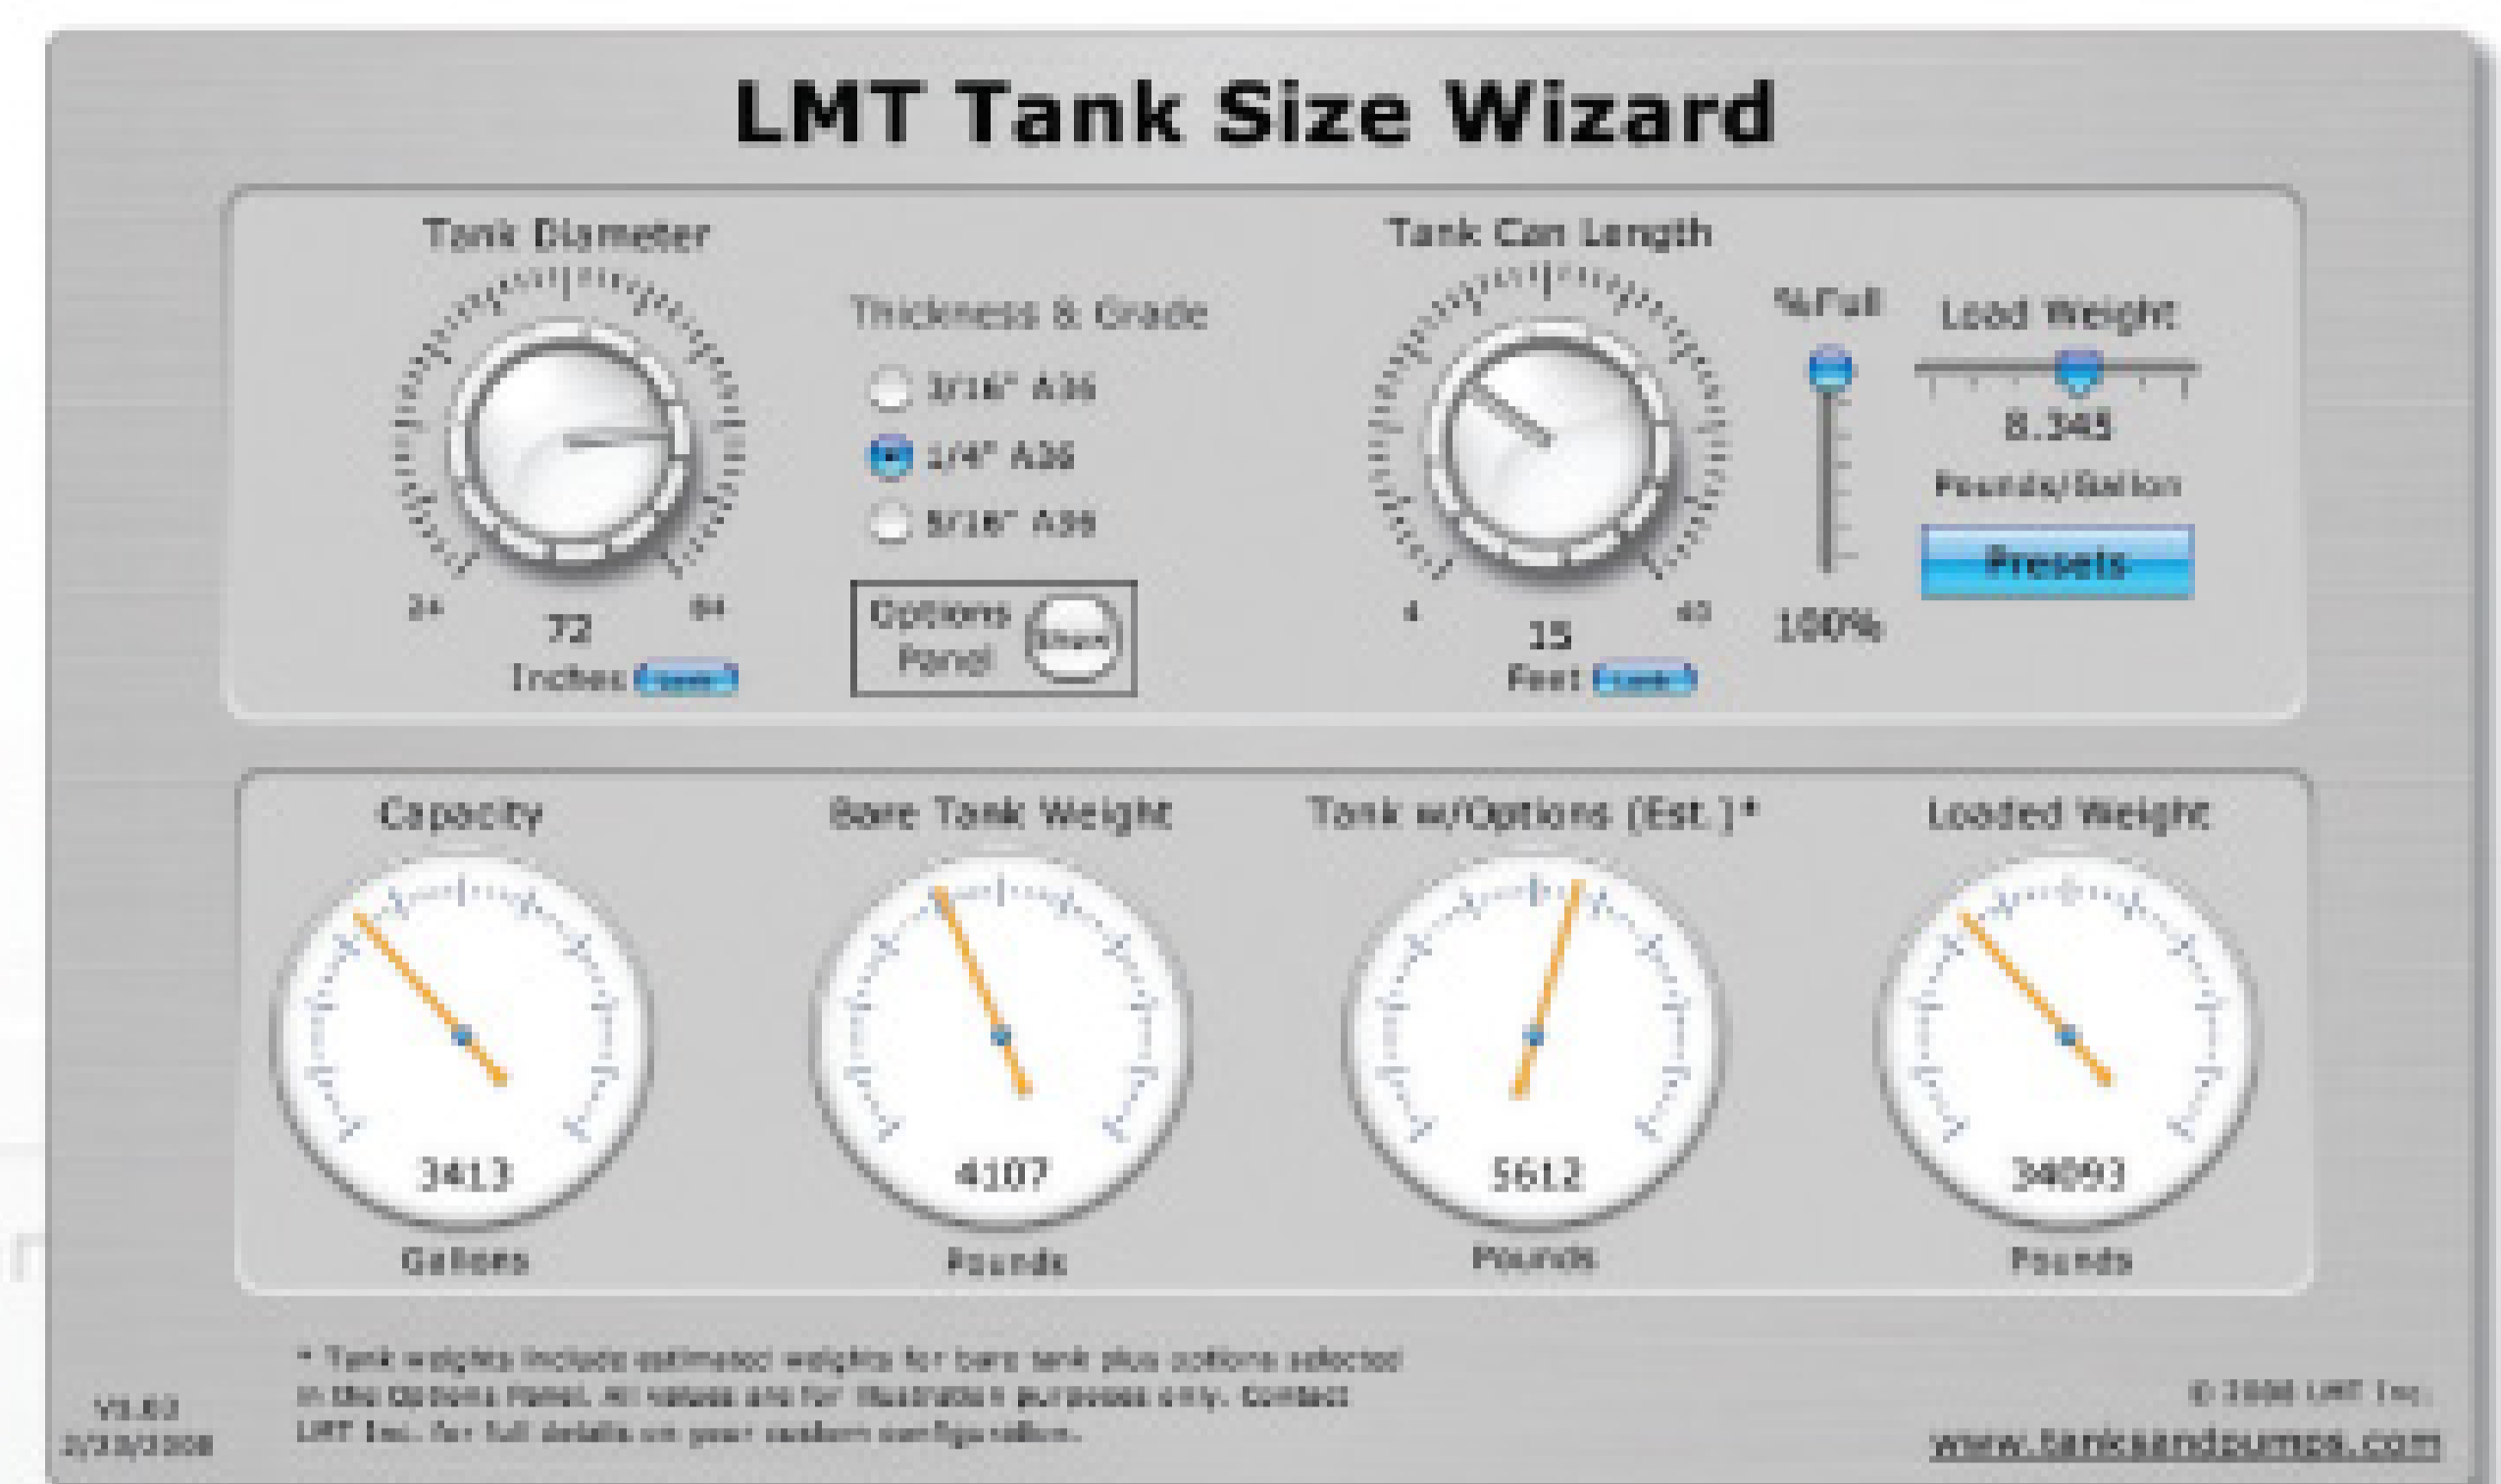 LMT Tank Size Wizard
Tank Diameter
Thickness & Grade
3/16" A36
1/4" A36
5/16" A36
Options
Panel
24
84
72
Inches
Tank Can Length
4
40
15
Feet
%Full
100%
Load Weight
8.345
Pounds/Gallon
Presets
Capacity
3413
Gallons
Bare Tank Weight
4107
Pounds
Tank w/Options (Est.)*
5612
Pounds
Loaded Weight
34093
Pounds
* Tank weights include estimated weights for bare tank plus options selected
in the Options Panel. All values are for illustration purposes only. Contact
LMT Inc. for full details on your custom configuration.
© 2008 LMT Inc.
www.tanksandpumps.com